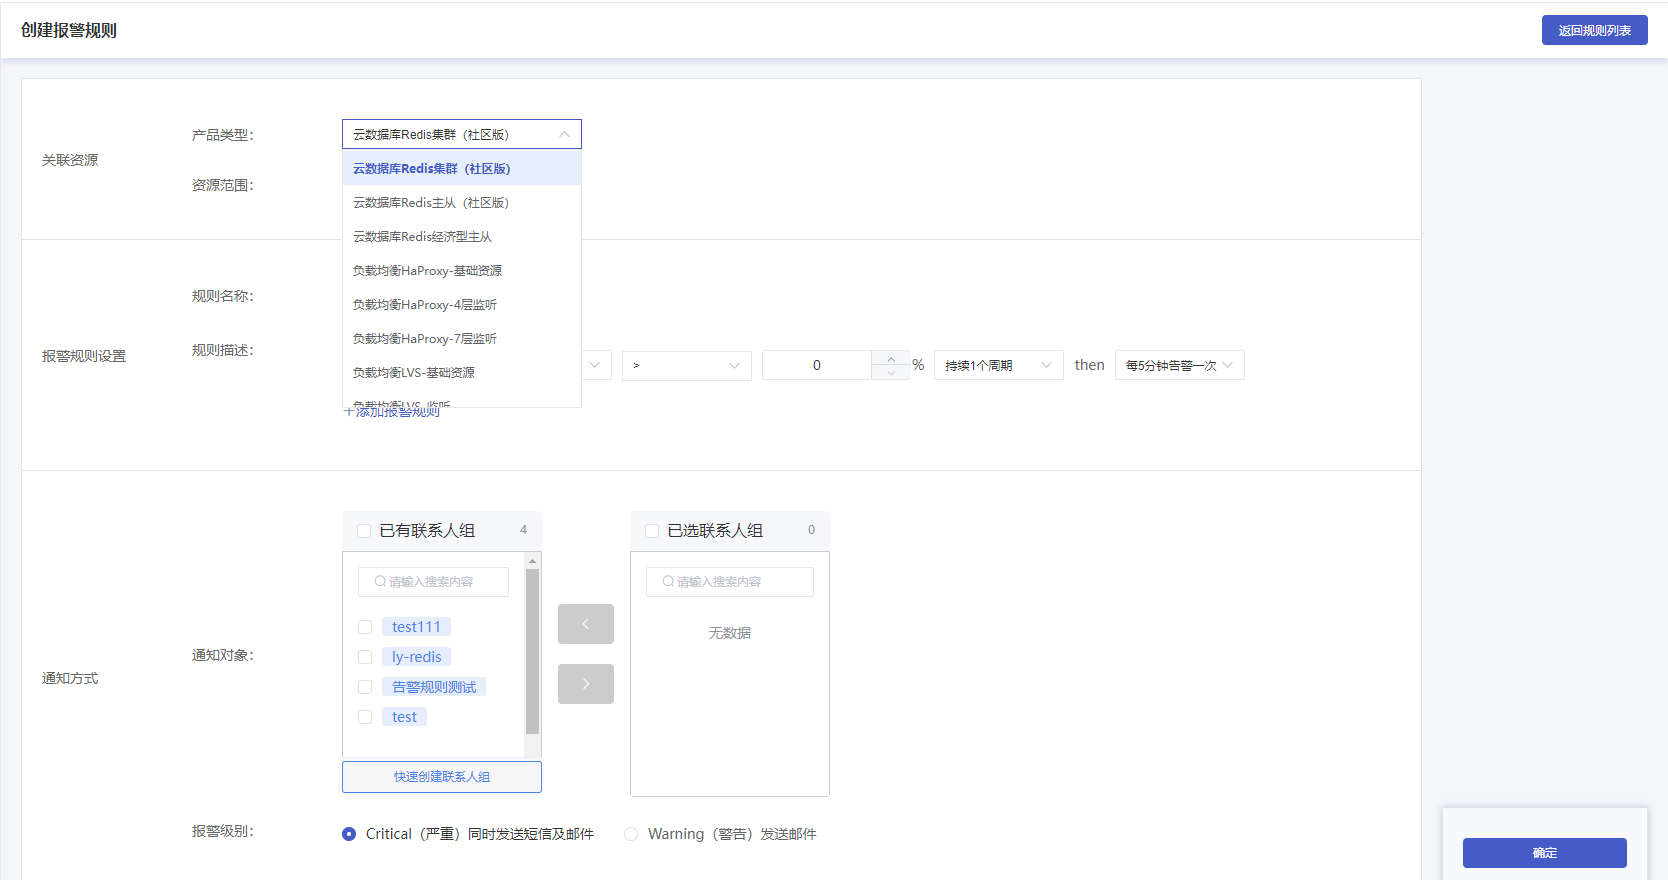 创建报警规则
返回规则列表
关联资源
产品类型：
云数据库Redis集群（社区版）
云数据库Redis集群（社区版）
云数据库Redis主从（社区版）
云数据库Redis经济型主从
负载均衡HaProxy-基础资源
负载均衡HaProxy-4层监听
负载均衡HaProxy-7层监听
负载均衡LVS-基础资源
负载均衡LVS-监听
资源范围：
报警规则设置
规则名称：
规则描述：
> 0 % 持续1个周期 then 每5分钟告警一次
+添加报警规则
通知方式
通知对象：
已有联系人组 4
请输入搜索内容
test111
ly-redis
告警规则测试
test
快速创建联系人组
已选联系人组 0
请输入搜索内容
无数据
报警级别：
Critical（严重）同时发送短信及邮件 Warning（警告）发送邮件
确定